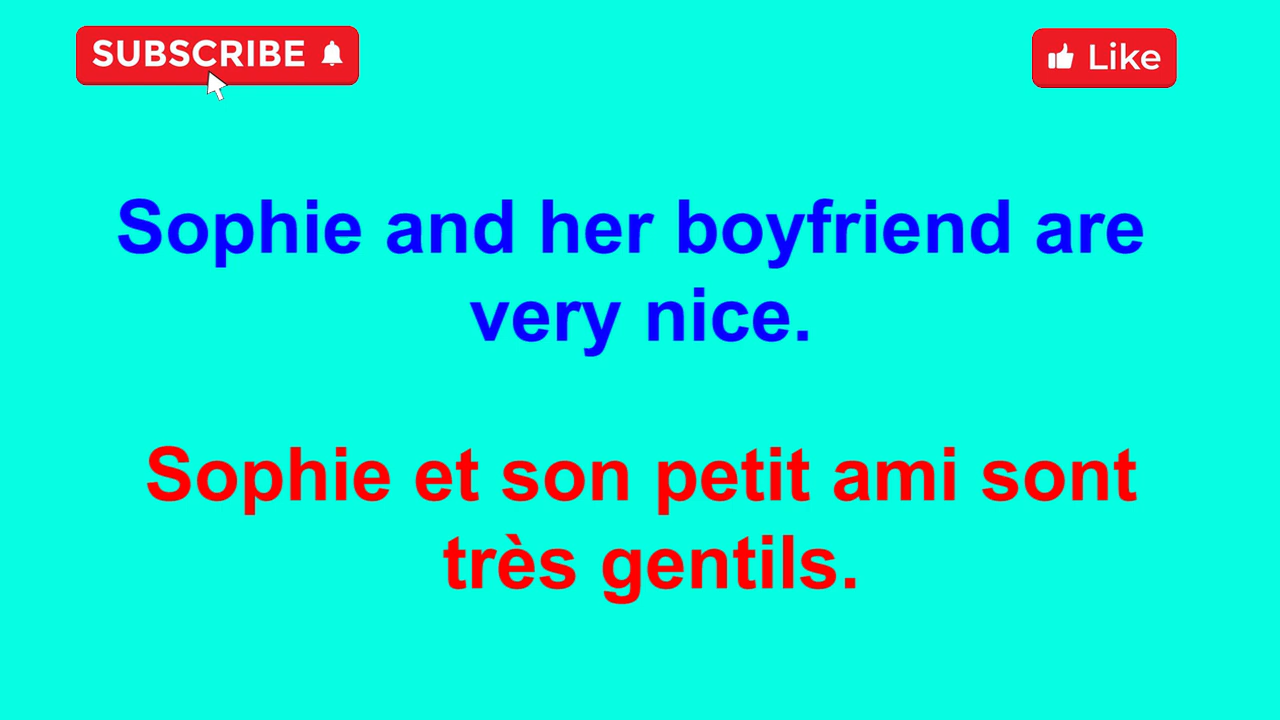 SUBSCRIBE
Like
Sophie and her boyfriend are
very nice.
Sophie et son petit ami sont
très gentils.